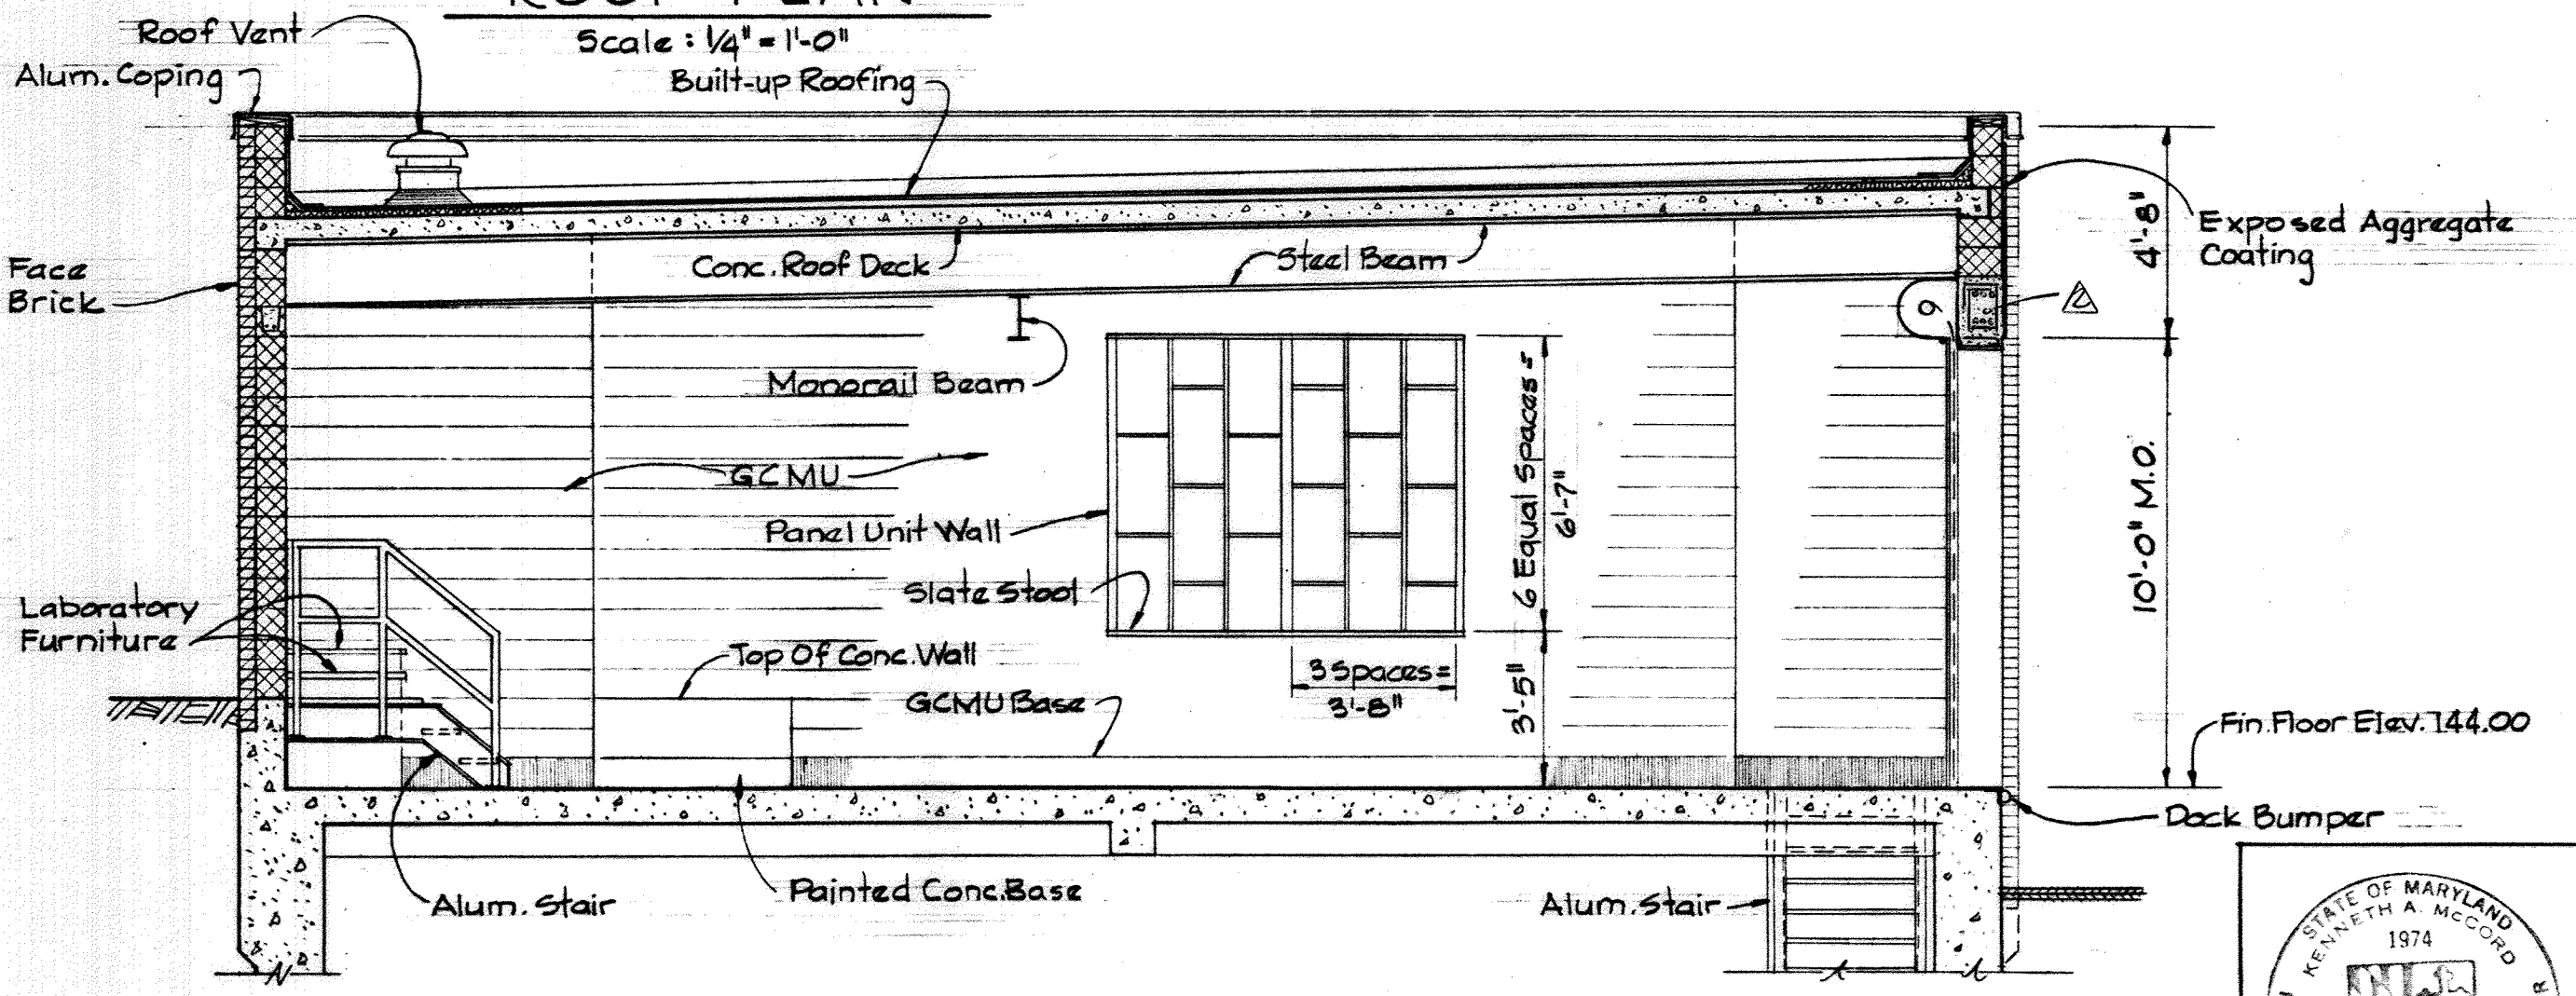 ROOF PLAN
Scale : 1/4" = 1'-0"
Roof Vent
Alum. Coping
Built-up Roofing
Face
Brick
Conc. Roof Deck
Steel Beam
4'-8"
Exposed Aggregate
Coating
9
Monorail Beam
GCMU
Panel Unit Wall
6 Equal Spaces =
6'-7"
10'-0" M.O.
Slate Stool
Laboratory
Furniture
Top Of Conc. Wall
3 Spaces =
3'-8"
GCMU Base
3'-5"
Fin. Floor Elev. 144.00
Dock Bumper
Alum. Stair
Painted Conc. Base
Alum. Stair
STATE OF MARYLAND
KENNETH A. McCORD
1974